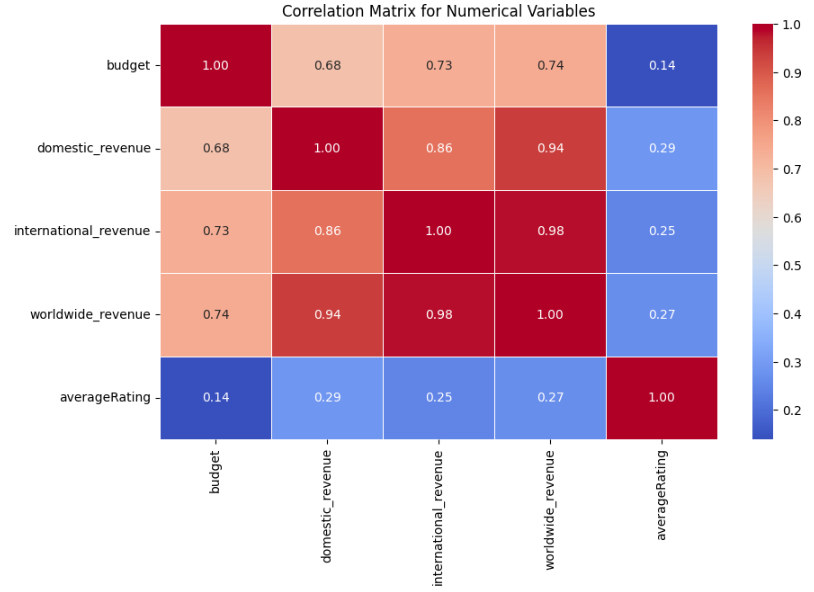 Correlation Matrix for Numerical Variables
budget 1.00 0.68 0.73 0.74 0.14
domestic_revenue 0.68 1.00 0.86 0.94 0.29
international_revenue 0.73 0.86 1.00 0.98 0.25
worldwide_revenue 0.74 0.94 0.98 1.00 0.27
averageRating 0.14 0.29 0.25 0.27 1.00
budget
domestic_revenue
international_revenue
worldwide_revenue
averageRating
1.0
0.9
0.8
0.7
0.6
0.5
0.4
0.3
0.2